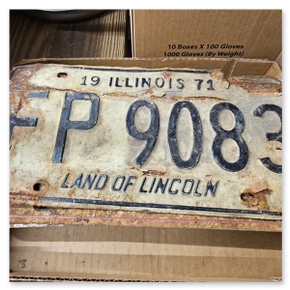 10 Boxes X 100 Gloves
1000 Gloves (By Weight)
19 ILLINOIS 71
FP 9083
LAND OF LINCOLN